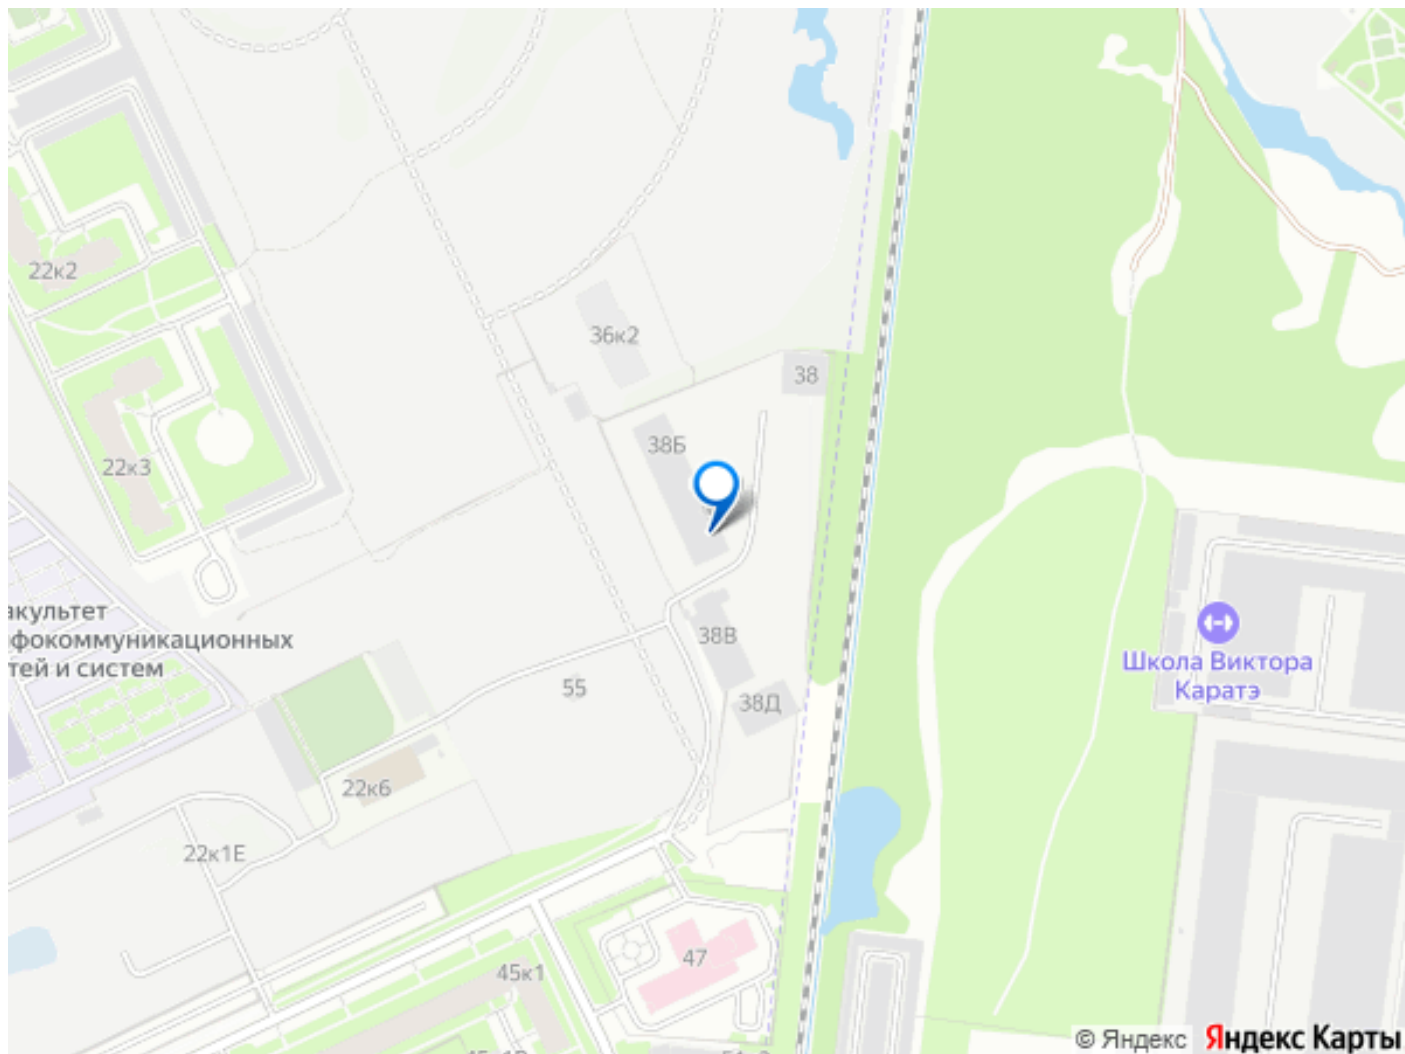 22к2
36к2
38
38Б
22к3
акультет
фокоммуникационных
тей и систем
38В
Школа Виктора
Каратэ
55
38Д
22к6
22к1Е
47
45к1
© Яндекс Яндекс Карты